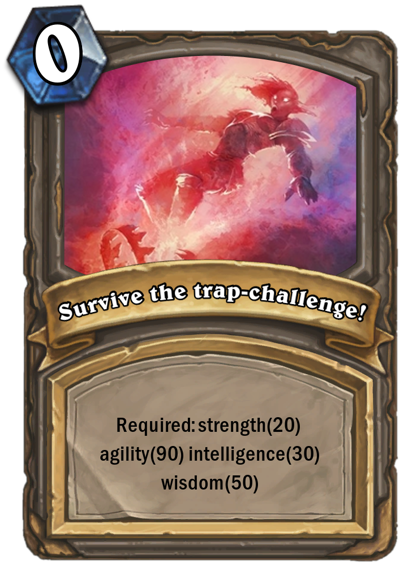 0
Survive the trap-challenge!
Required: strength(20)
agility(90) intelligence(30)
wisdom(50)